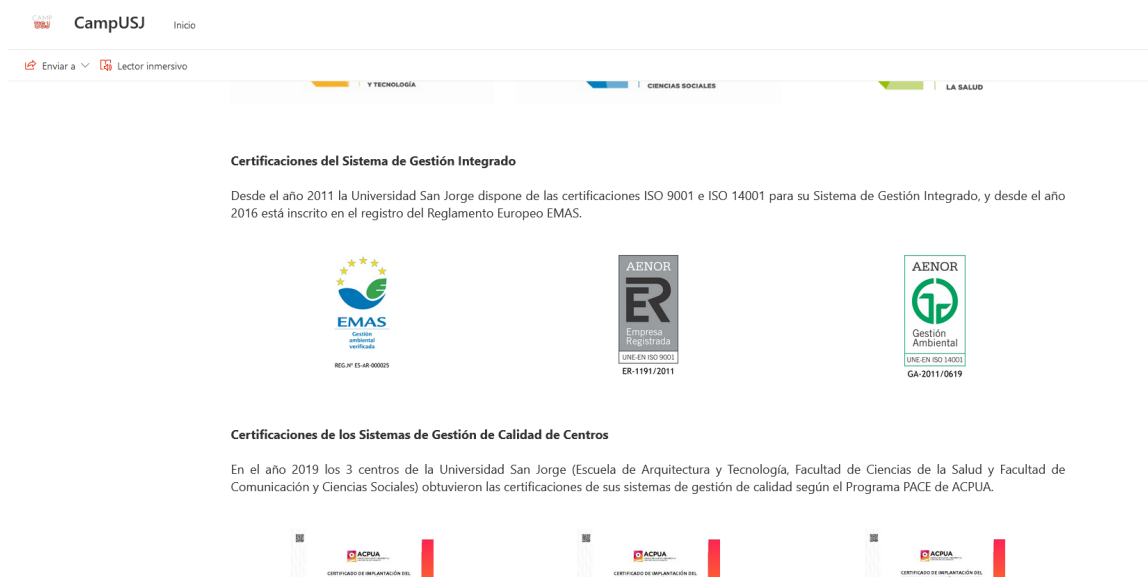 CampUSJ
Inicio
Enviar a
Lector inmersivo
Y TECNOLOGÍA
CIENCIAS SOCIALES
LA SALUD
Certificaciones del Sistema de Gestión Integrado
Desde el año 2011 la Universidad San Jorge dispone de las certificaciones ISO 9001 e ISO 14001 para su Sistema de Gestión Integrado, y desde el año
2016 está inscrito en el registro del Reglamento Europeo EMAS.
EMAS
Gestión
ambiental
verificada
REG.Nº ES-AR-000025
AENOR
ER
Empresa
Registrada
UNE-EN ISO 9001
ER-1191/2011
AENOR
Gestión
Ambiental
UNE-EN ISO 14001
GA-2011/0619
Certificaciones de los Sistemas de Gestión de Calidad de Centros
En el año 2019 los 3 centros de la Universidad San Jorge (Escuela de Arquitectura y Tecnología, Facultad de Ciencias de la Salud y Facultad de
Comunicación y Ciencias Sociales) obtuvieron las certificaciones de sus sistemas de gestión de calidad según el Programa PACE de ACPUA.
ACPUA
CERTIFICADO DE IMPLANTACIÓN DEL
ACPUA
CERTIFICADO DE IMPLANTACIÓN DEL
ACPUA
CERTIFICADO DE IMPLANTACIÓN DEL